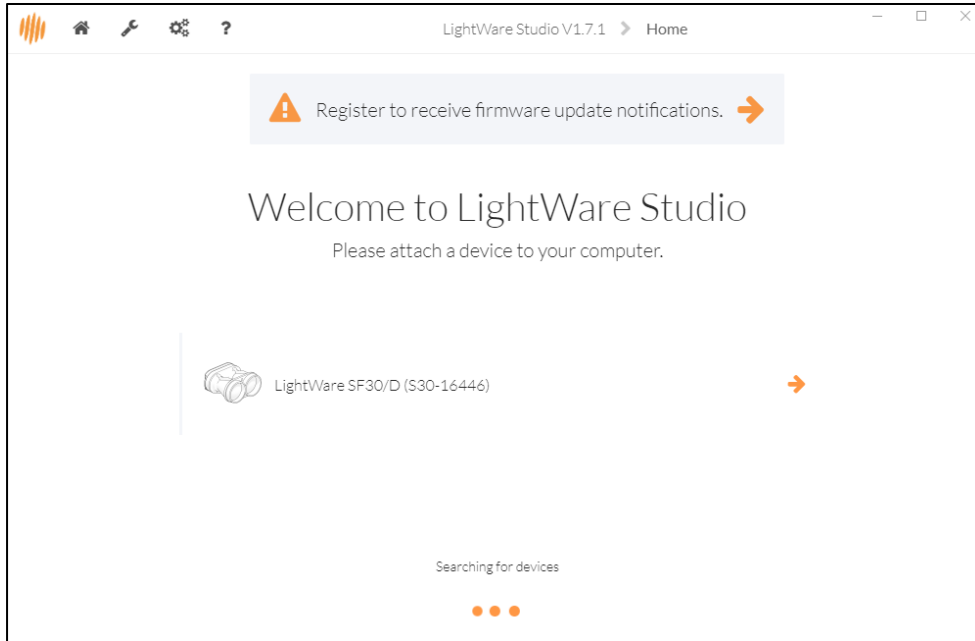 LightWare Studio V1.7.1 Home
Register to receive firmware update notifications.
Welcome to LightWare Studio
Please attach a device to your computer.
LightWare SF30/D (S30-16446)
Searching for devices